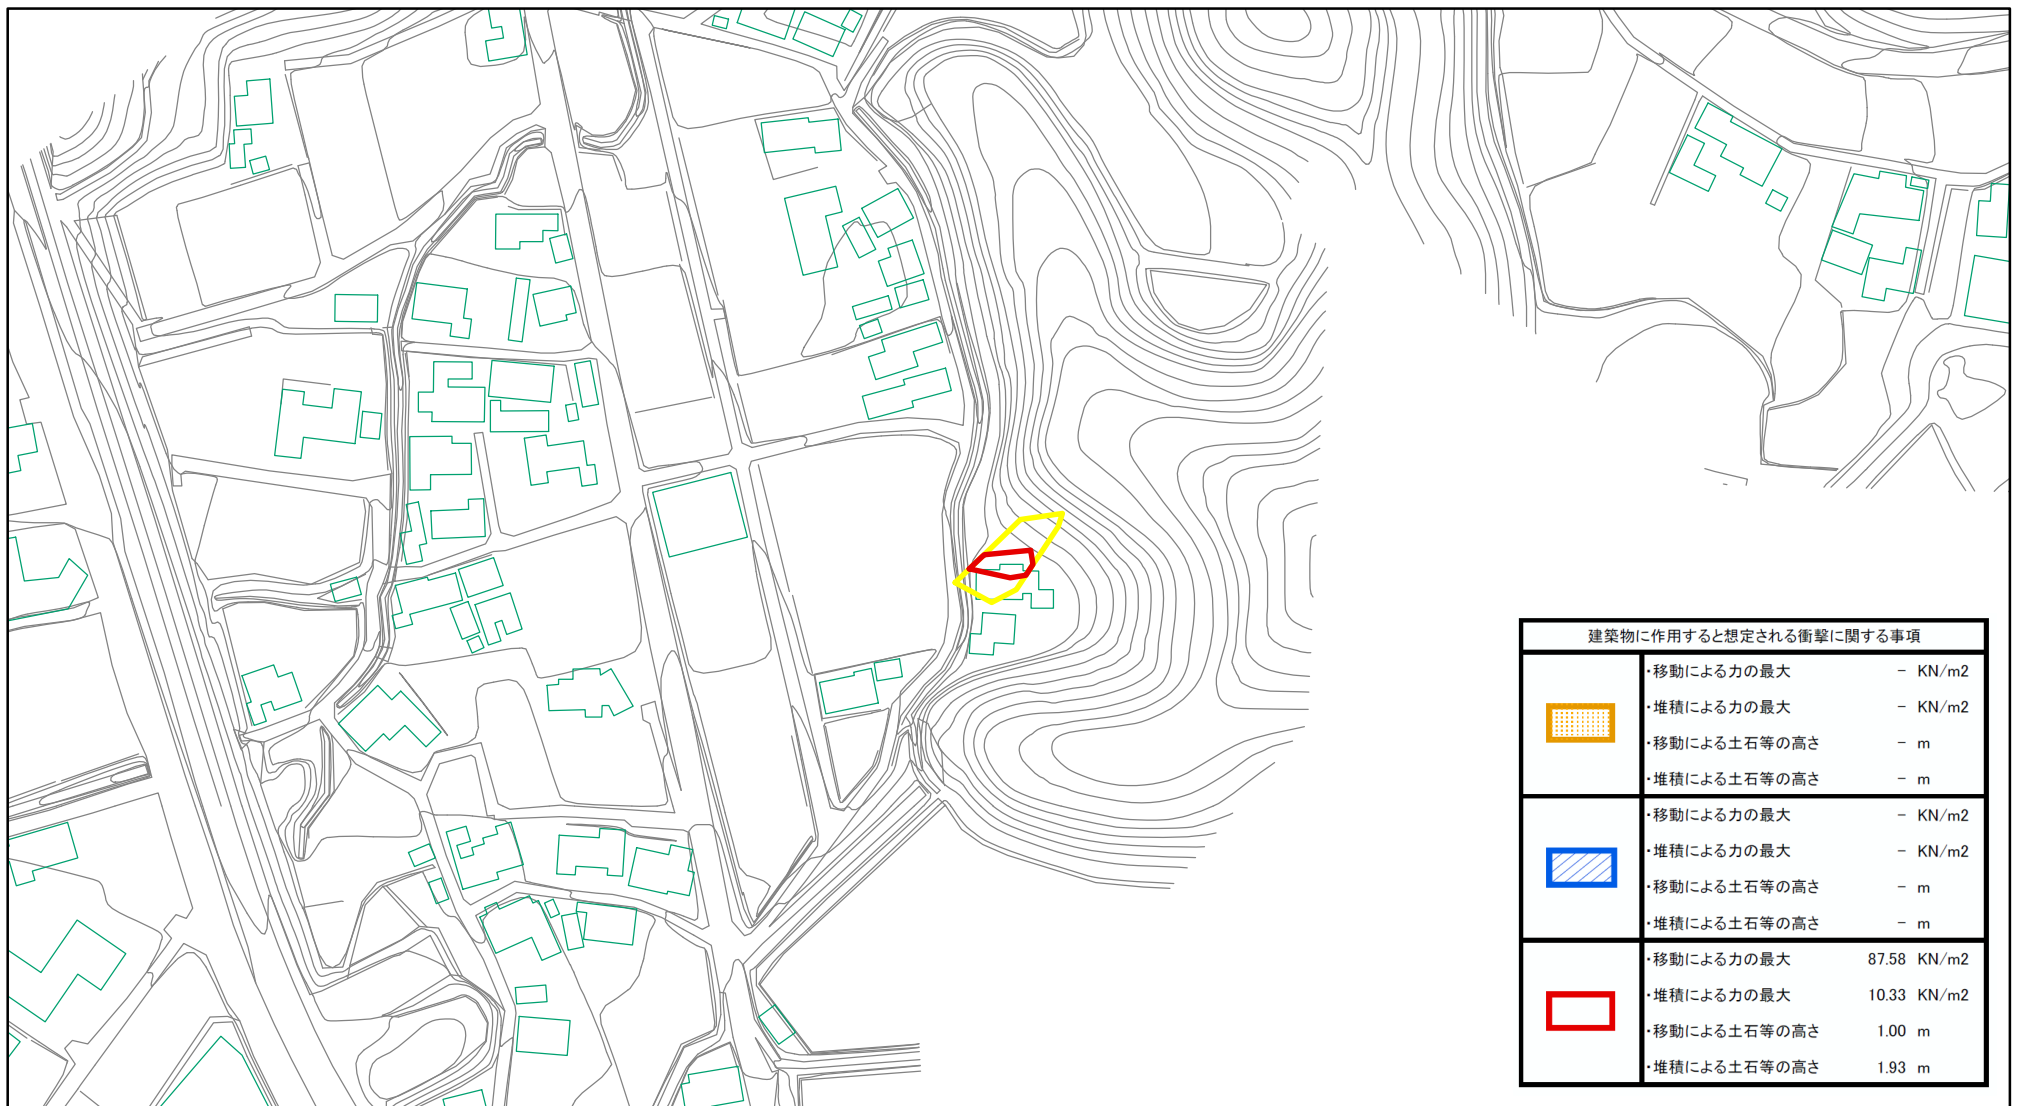 建築物に作用すると想定される衝撃に関する事項
・移動による力の最大 － KN/m2
・堆積による力の最大 － KN/m2
・移動による土石等の高さ － m
・堆積による土石等の高さ － m
・移動による力の最大 － KN/m2
・堆積による力の最大 － KN/m2
・移動による土石等の高さ － m
・堆積による土石等の高さ － m
・移動による力の最大 87.58 KN/m2
・堆積による力の最大 10.33 KN/m2
・移動による土石等の高さ 1.00 m
・堆積による土石等の高さ 1.93 m